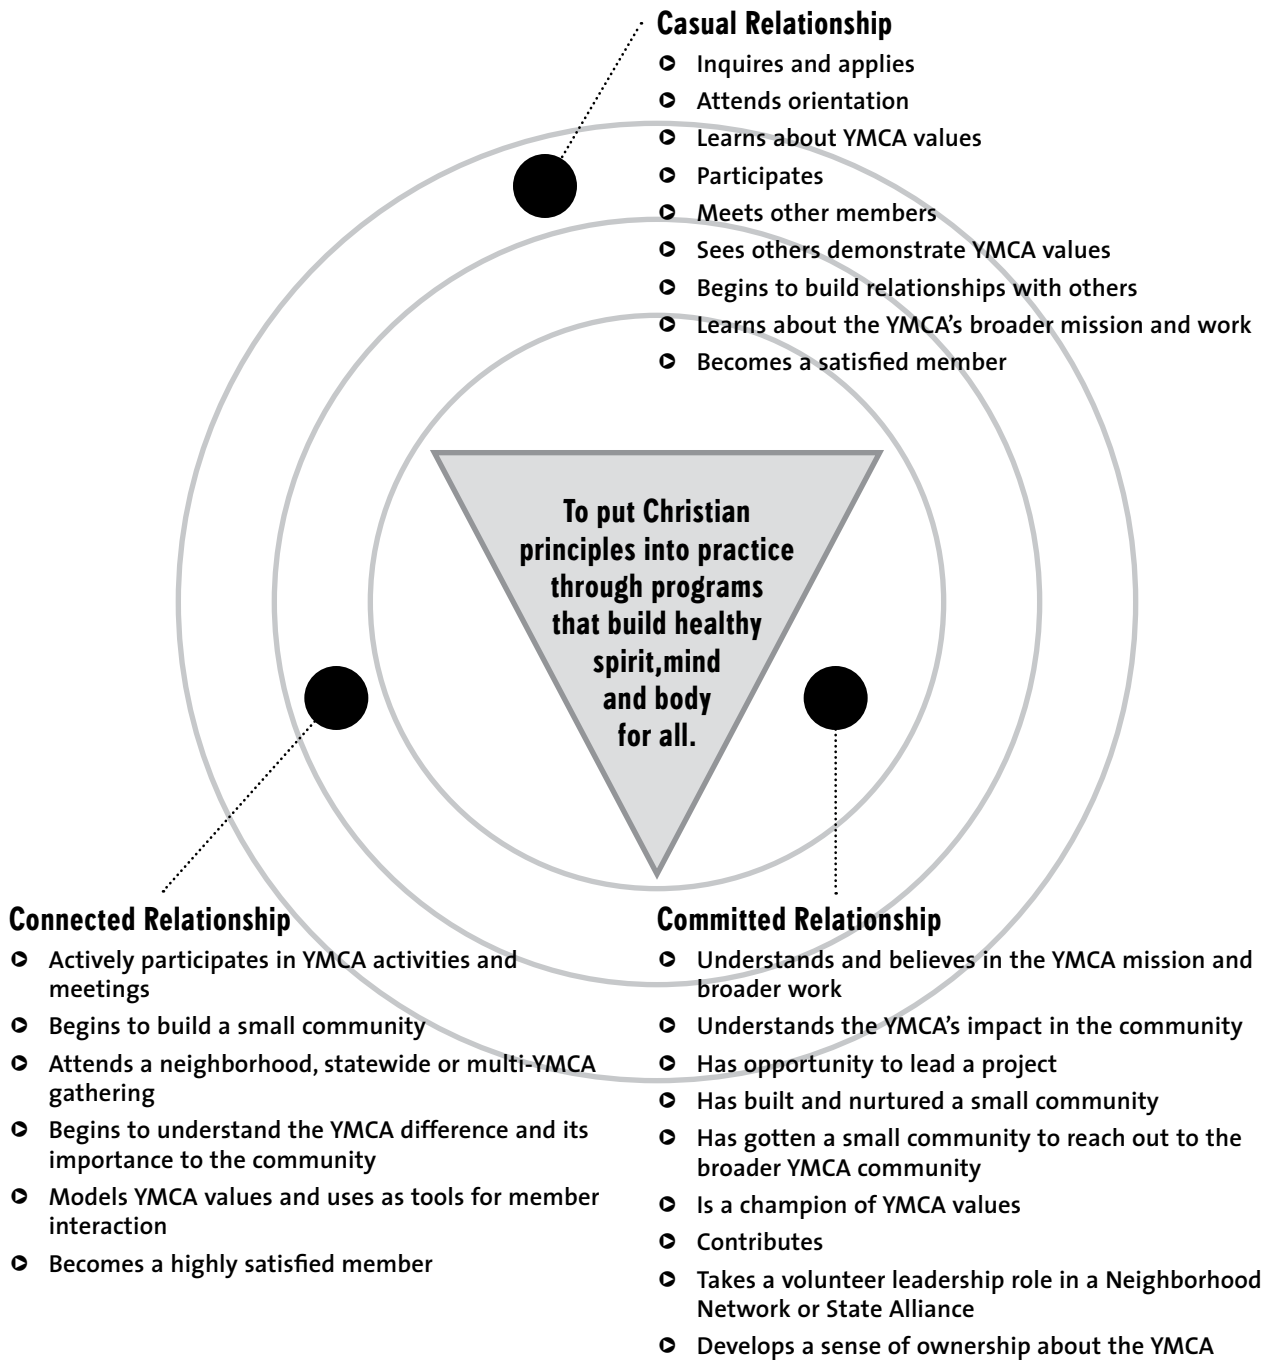 Casual Relationship
Inquires and applies
Attends orientation
Learns about YMCA values
Participates
Meets other members
Sees others demonstrate YMCA values
Begins to build relationships with others
Learns about the YMCA's broader mission and work
Becomes a satisfied member
To put Christian
principles into practice
through programs
that build healthy
spirit,mind
and body
for all.
Connected Relationship
Actively participates in YMCA activities and
meetings
Begins to build a small community
Attends a neighborhood, statewide or multi-YMCA
gathering
Begins to understand the YMCA difference and its
importance to the community
Models YMCA values and uses as tools for member
interaction
Becomes a highly satisfied member
Committed Relationship
Understands and believes in the YMCA mission and
broader work
Understands the YMCA's impact in the community
Has opportunity to lead a project
Has built and nurtured a small community
Has gotten a small community to reach out to the
broader YMCA community
Is a champion of YMCA values
Contributes
Takes a volunteer leadership role in a Neighborhood
Network or State Alliance
Develops a sense of ownership about the YMCA